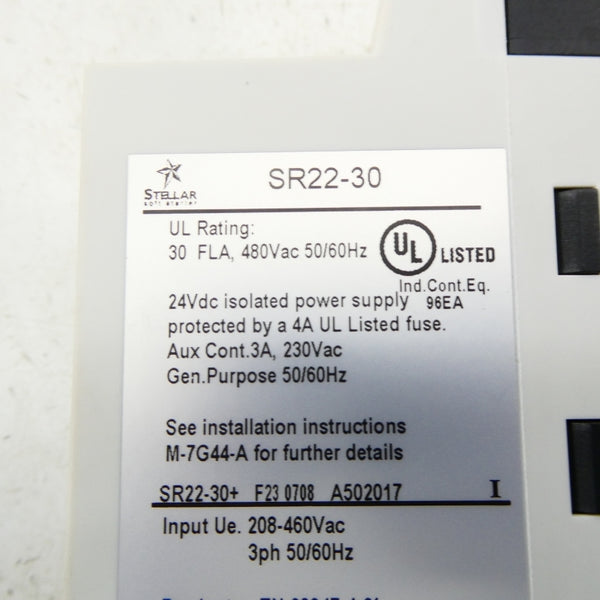 STELLAR
soft starter
SR22-30
UL Rating:
30 FLA, 480Vac 50/60Hz
UL LISTED
Ind.Cont.Eq.
96EA
24Vdc isolated power supply
protected by a 4A UL Listed fuse.
Aux Cont.3A, 230Vac
Gen.Purpose 50/60Hz
See installation instructions
M-7G44-A for further details
SR22-30+ F23 0708 A502017 I
Input Ue. 208-460Vac
3ph 50/60Hz